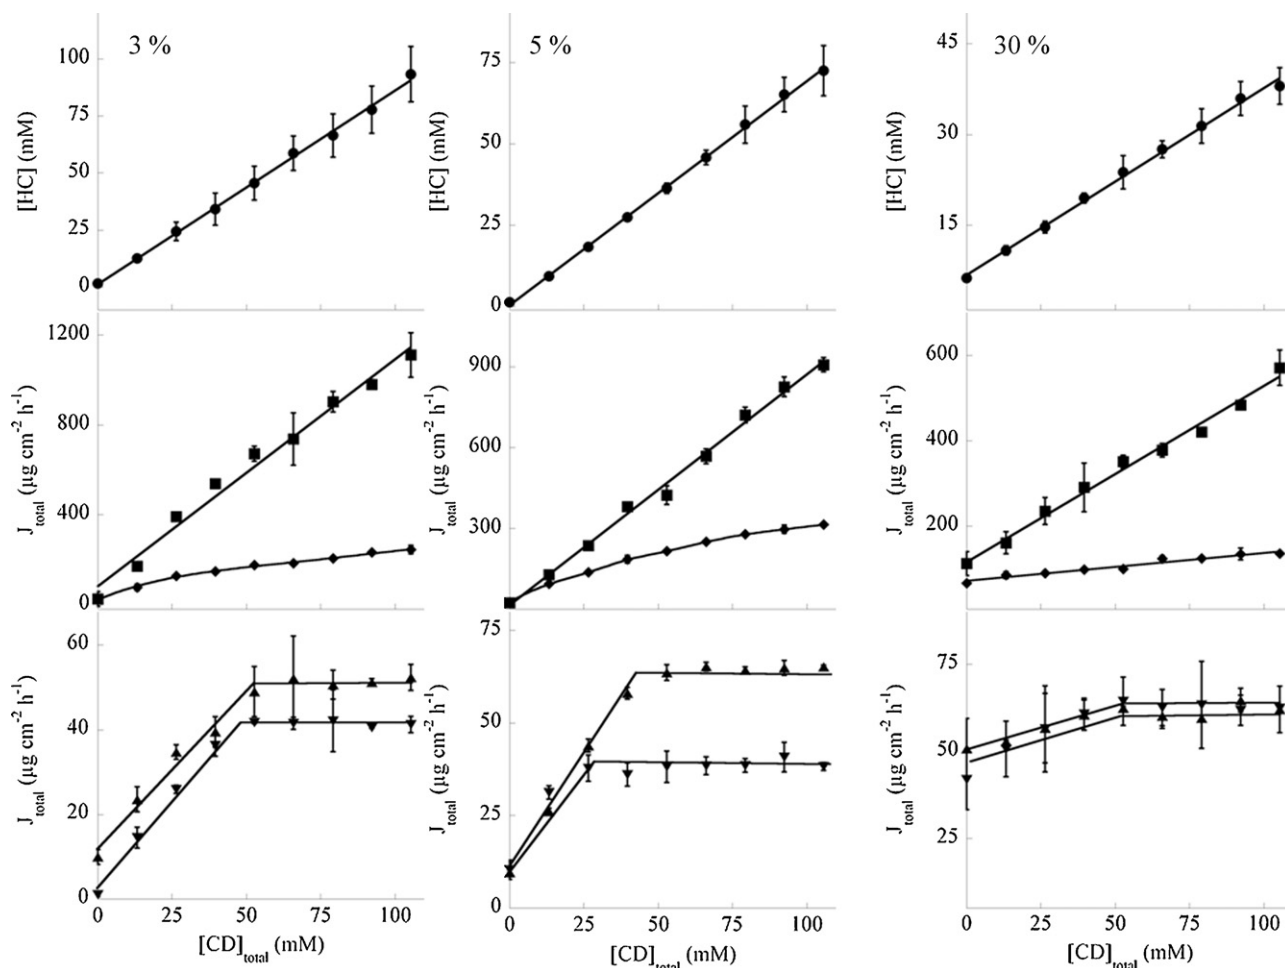 3 %
5 %
30 %
100
75
50
25
0
[HC] (mM)
75
50
25
0
[HC] (mM)
45
30
15
[HC] (mM)
1200
800
400
0
J_total (µg cm⁻² h⁻¹)
900
600
300
J_total (µg cm⁻² h⁻¹)
600
400
200
J_total (µg cm⁻² h⁻¹)
60
40
20
0
J_total (µg cm⁻² h⁻¹)
75
50
25
0
J_total (µg cm⁻² h⁻¹)
75
50
25
J_total (µg cm⁻² h⁻¹)
0 25 50 75 100
[CD]_total (mM)
0 25 50 75 100
[CD]_total (mM)
0 25 50 75 100
[CD]_total (mM)